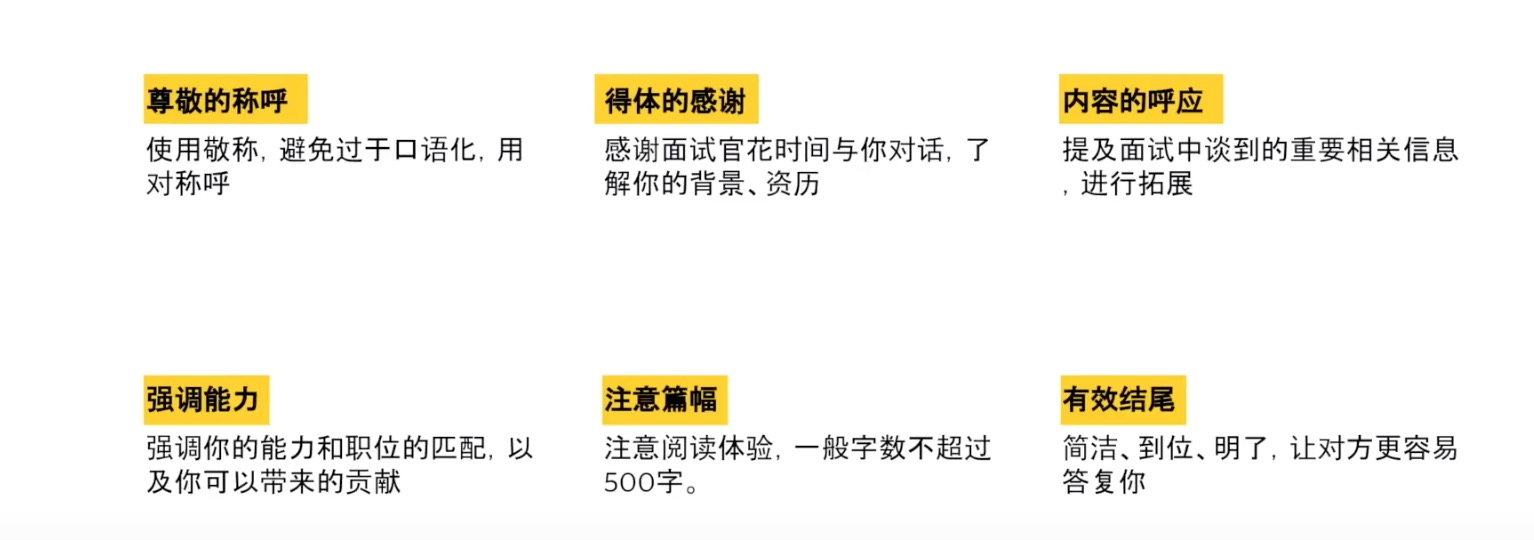 尊敬的称呼
使用敬称, 避免过于口语化, 用
对称呼
得体的感谢
感谢面试官花时间与你对话, 了
解你的背景、资历
内容的呼应
提及面试中谈到的重要相关信息
, 进行拓展
强调能力
强调你的能力和职位的匹配, 以
及你可以带来的贡献
注意篇幅
注意阅读体验, 一般字数不超过
500字。
有效结尾
简洁、到位、明了, 让对方更容易
答复你